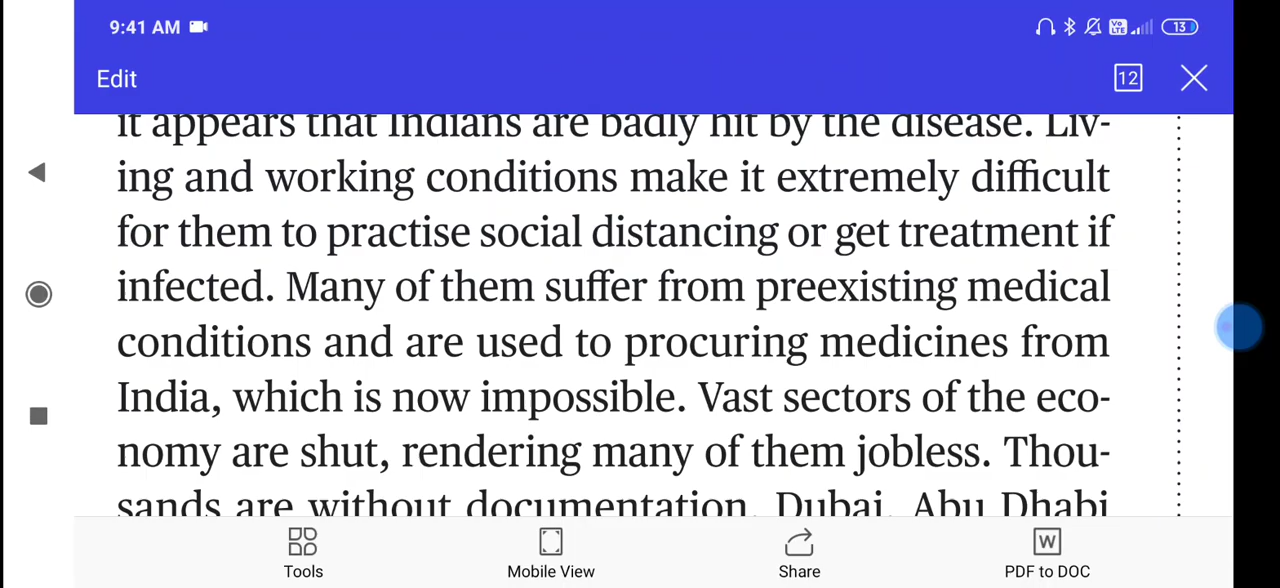 9:41 AM
Vo LTE 13
Edit
12
it appears that Indians are badly hit by the disease. Liv-
ing and working conditions make it extremely difficult
for them to practise social distancing or get treatment if
infected. Many of them suffer from preexisting medical
conditions and are used to procuring medicines from
India, which is now impossible. Vast sectors of the eco-
nomy are shut, rendering many of them jobless. Thou-
sands are without documentation. Dubai, Abu Dhabi
Tools
Mobile View
Share
W
PDF to DOC